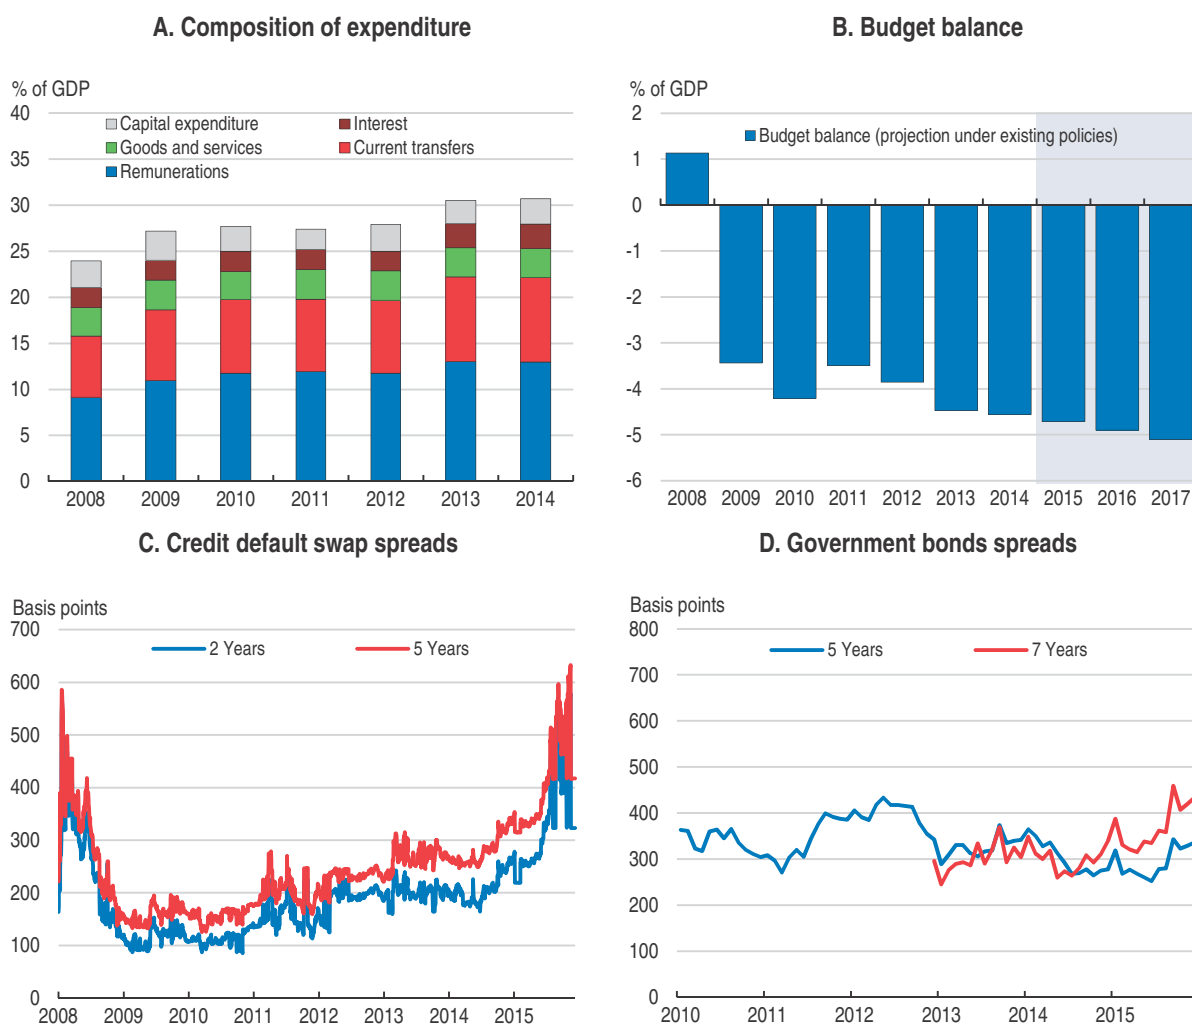 A. Composition of expenditure
% of GDP
40
35
30
25
20
15
10
5
0
Capital expenditure
Interest
Goods and services
Current transfers
Remunerations
2008 2009 2010 2011 2012 2013 2014
B. Budget balance
% of GDP
2
1
0
-1
-2
-3
-4
-5
-6
Budget balance (projection under existing policies)
2008 2009 2010 2011 2012 2013 2014 2015 2016 2017
C. Credit default swap spreads
Basis points
700
600
500
400
300
200
100
0
2 Years
5 Years
2008 2009 2010 2011 2012 2013 2014 2015
D. Government bonds spreads
Basis points
800
700
600
500
400
300
200
100
0
5 Years
7 Years
2010 2011 2012 2013 2014 2015